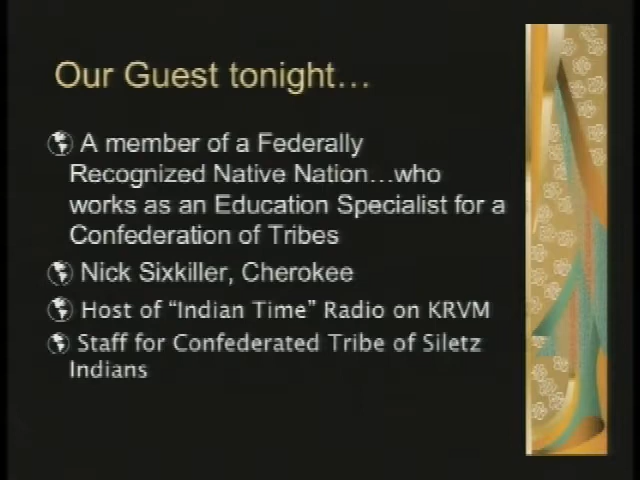 Our Guest tonight…
A member of a Federally
Recognized Native Nation…who
works as an Education Specialist for a
Confederation of Tribes
Nick Sixkiller, Cherokee
Host of “Indian Time” Radio on KRVM
Staff for Confederated Tribe of Siletz
Indians